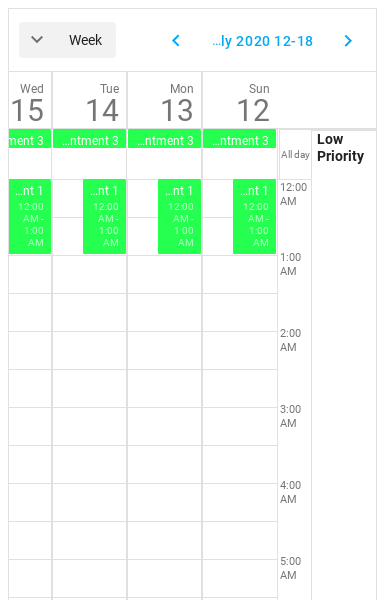 Week
…ly 2020 12-18
Wed
15
Tue
14
Mon
13
Sun
12
ment 3
…ntment 3
…ntment 3
…ntment 3
All day
Low
Priority
…nt 1
12:00
AM -
1:00
AM
…nt 1
12:00
AM -
1:00
AM
…nt 1
12:00
AM -
1:00
AM
…nt 1
12:00
AM -
1:00
AM
12:00
AM
1:00
AM
2:00
AM
3:00
AM
4:00
AM
5:00
AM